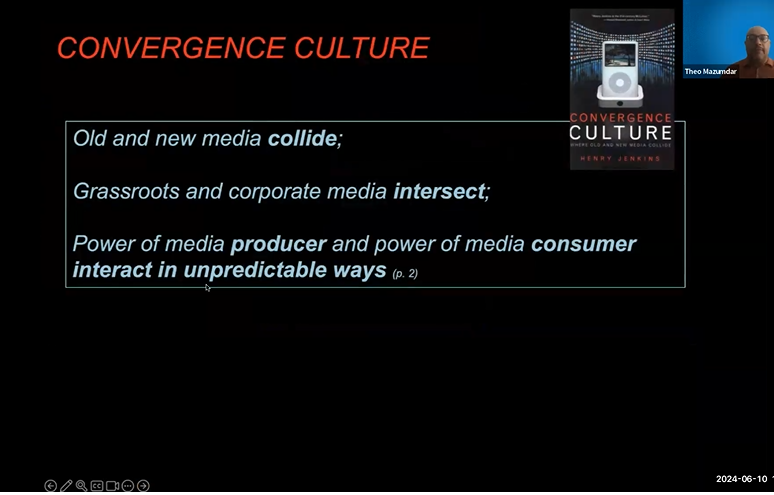 CONVERGENCE CULTURE
Theo Mazumdar
CONVERGENCE
CULTURE
WHERE OLD AND NEW MEDIA COLLIDE
HENRY JENKINS
Old and new media collide;
Grassroots and corporate media intersect;
Power of media producer and power of media consumer
interact in unpredictable ways (p. 2)
2024-06-10